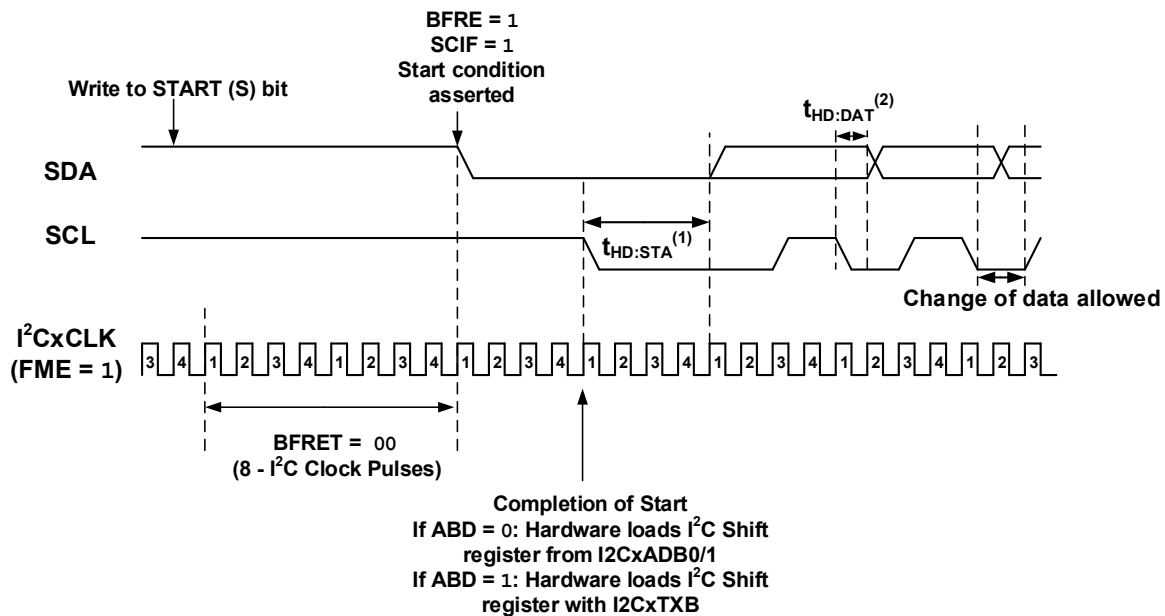 BFRE = 1
SCIF = 1
Start condition
asserted
Write to START (S) bit
tHD:DAT(2)
SDA
SCL
tHD:STA(1)
Change of data allowed
I2CxCLK
(FME = 1)
3 4 1 2 3 4 1 2 3 4 1 2 3 4 1 2 3 4 1 2 3 4 1 2 3 4 1 2 3
BFRET = 00
(8 - I2C Clock Pulses)
Completion of Start
If ABD = 0: Hardware loads I2C Shift
register from I2CxADB0/1
If ABD = 1: Hardware loads I2C Shift
register with I2CxTXB